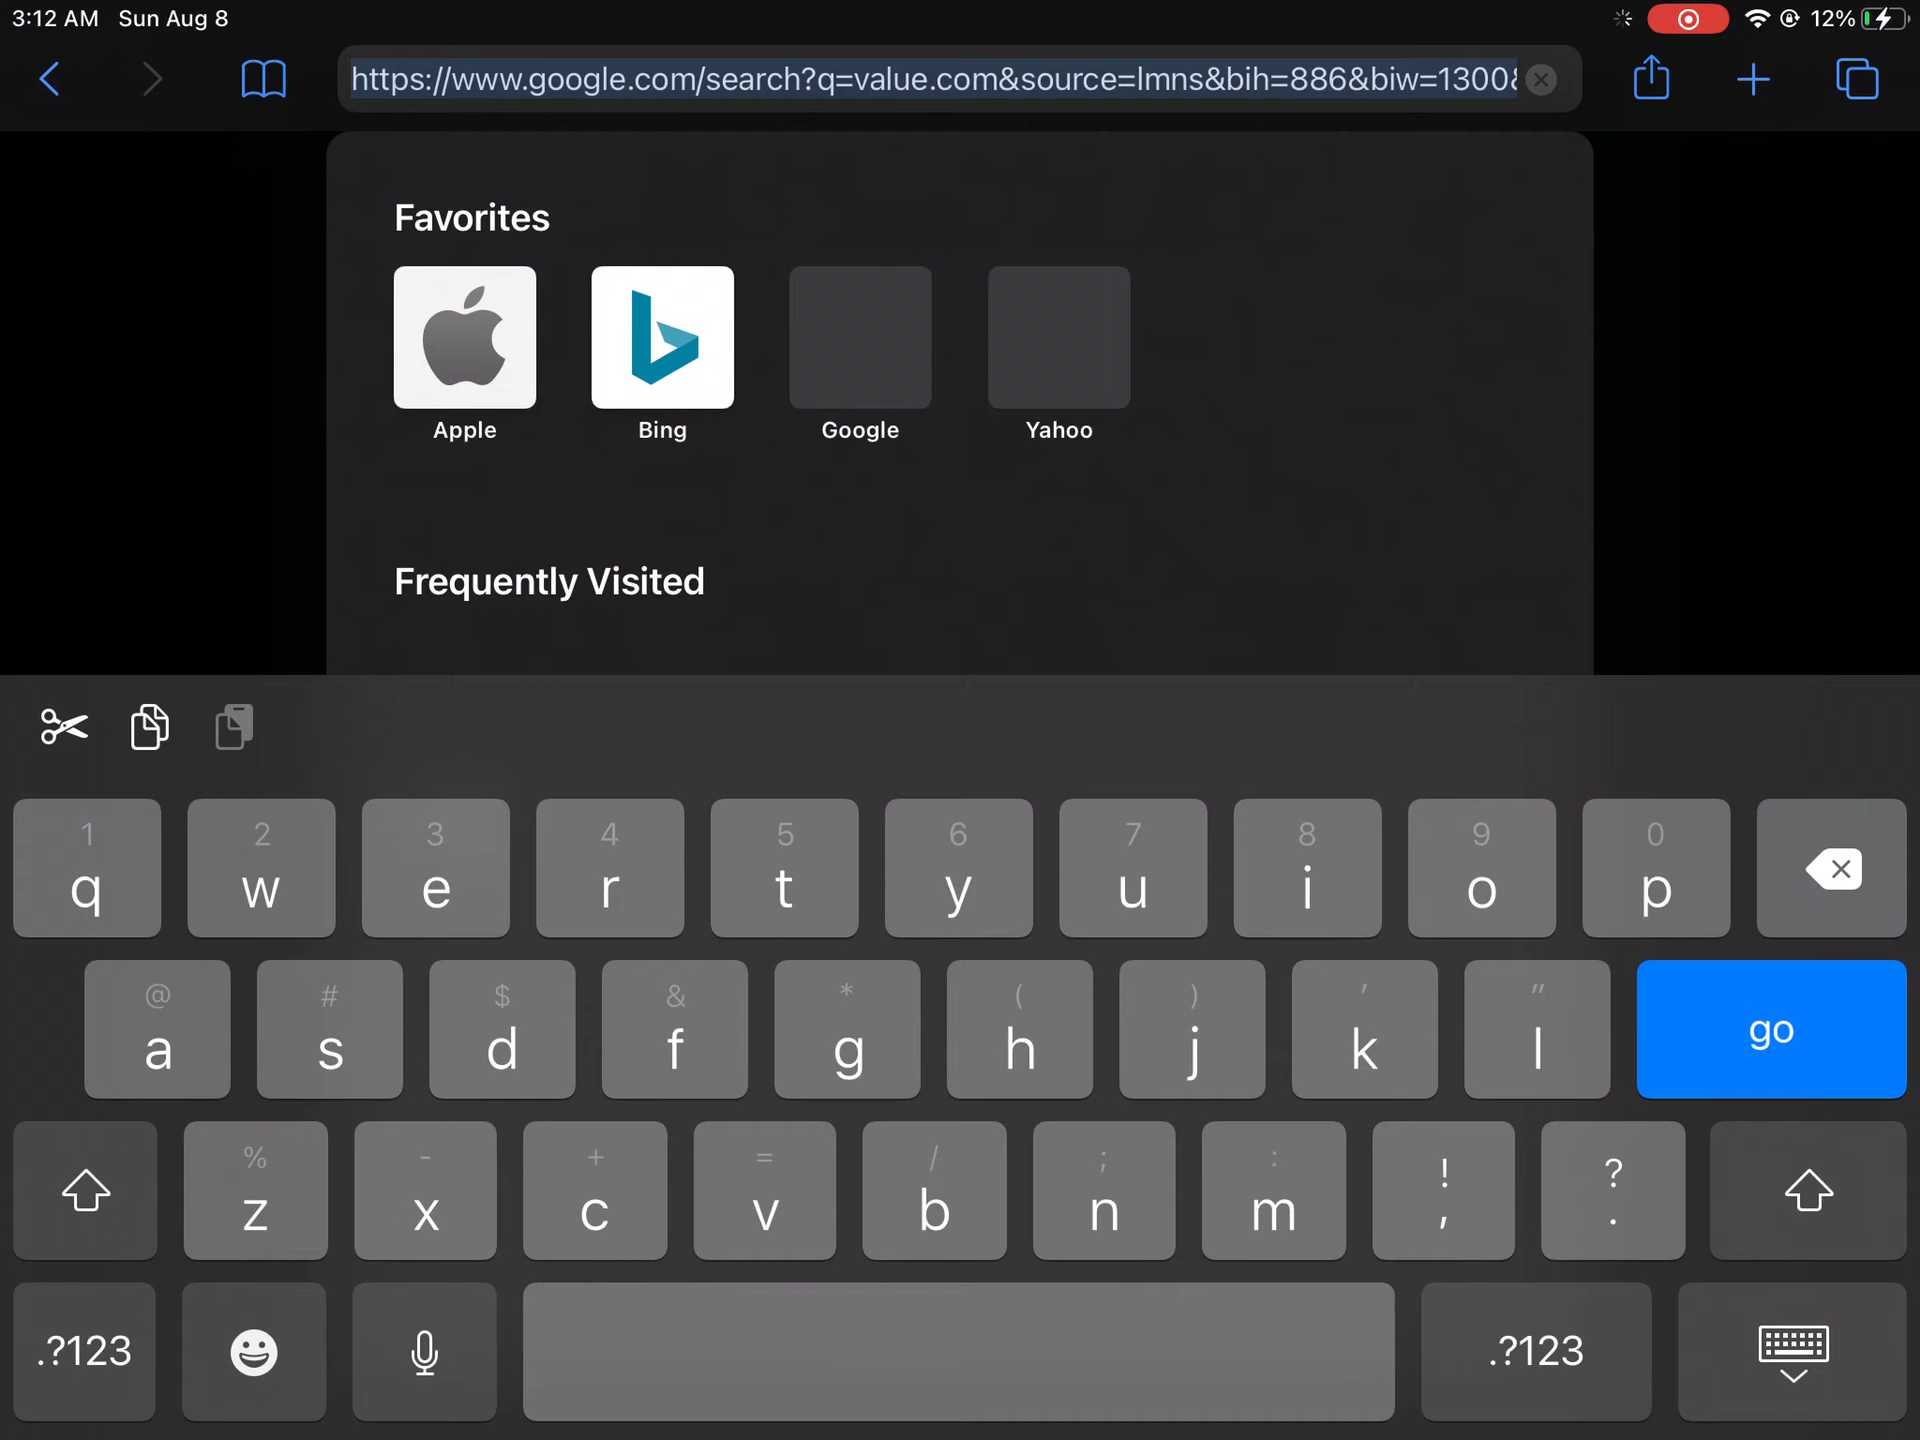 3:12 AM Sun Aug 8 12%
https://www.google.com/search?q=value.com&source=lmns&bih=886&biw=1300&
Favorites
Apple Bing Google Yahoo
Frequently Visited
1 2 3 4 5 6 7 8 9 0
q w e r t y u i o p
@ # $ & * ( ) ' "
a s d f g h j k l go
% - + = / ; : ! ?
z x c v b n m , .
.?123 .?123